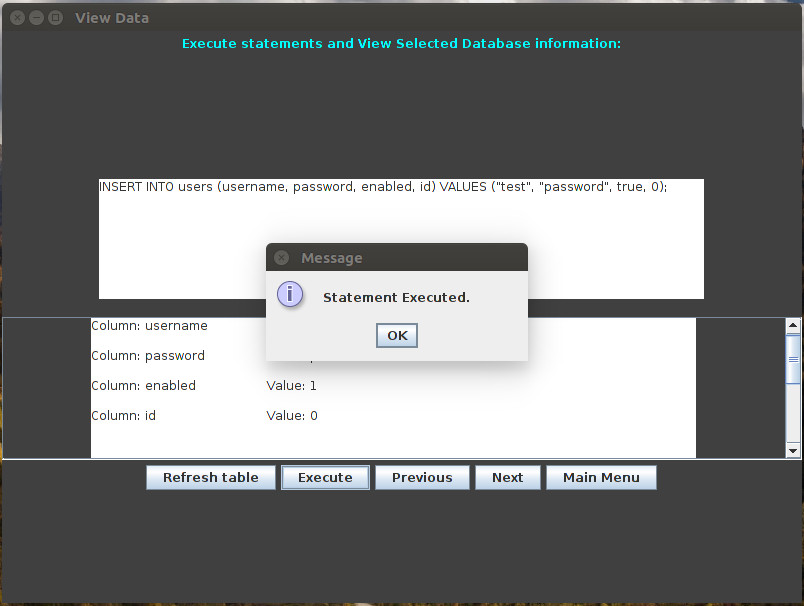 View Data
Execute statements and View Selected Database information:
INSERT INTO users (username, password, enabled, id) VALUES ("test", "password", true, 0);
Message
Statement Executed.
OK
Column: username
Column: password
Column: enabled Value: 1
Column: id Value: 0
Refresh table Execute Previous Next Main Menu